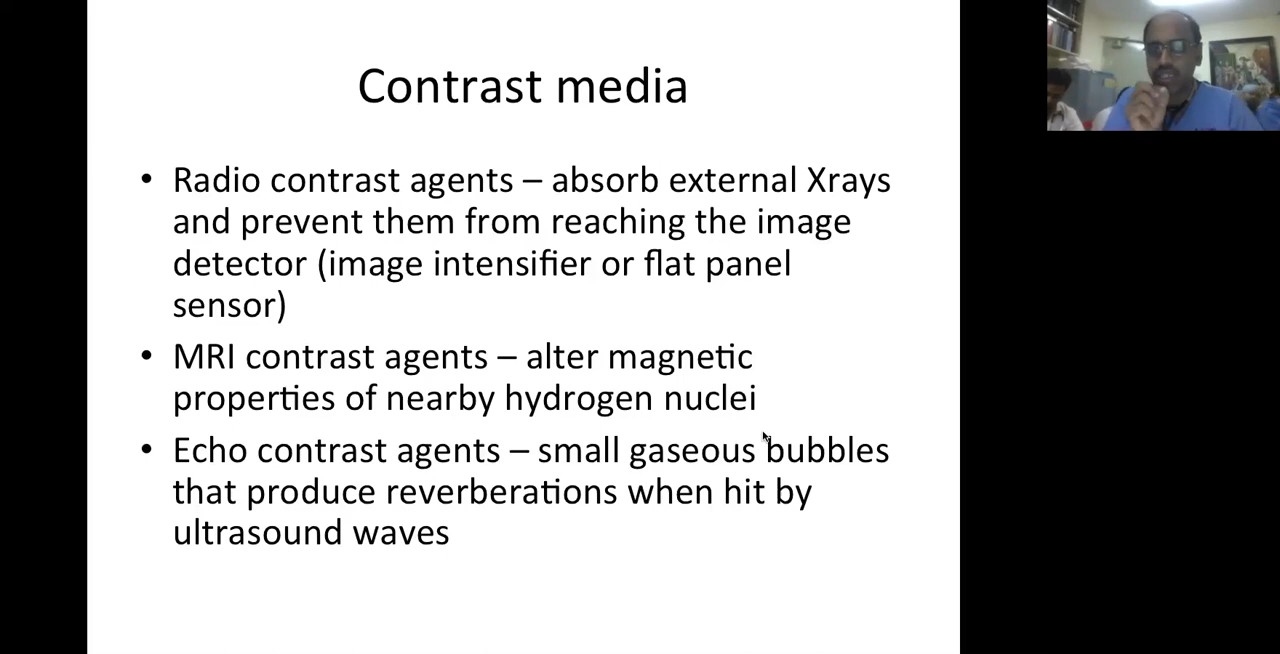 Contrast media
• Radio contrast agents – absorb external Xrays
and prevent them from reaching the image
detector (image intensifier or flat panel
sensor)
• MRI contrast agents – alter magnetic
properties of nearby hydrogen nuclei
• Echo contrast agents – small gaseous bubbles
that produce reverberations when hit by
ultrasound waves